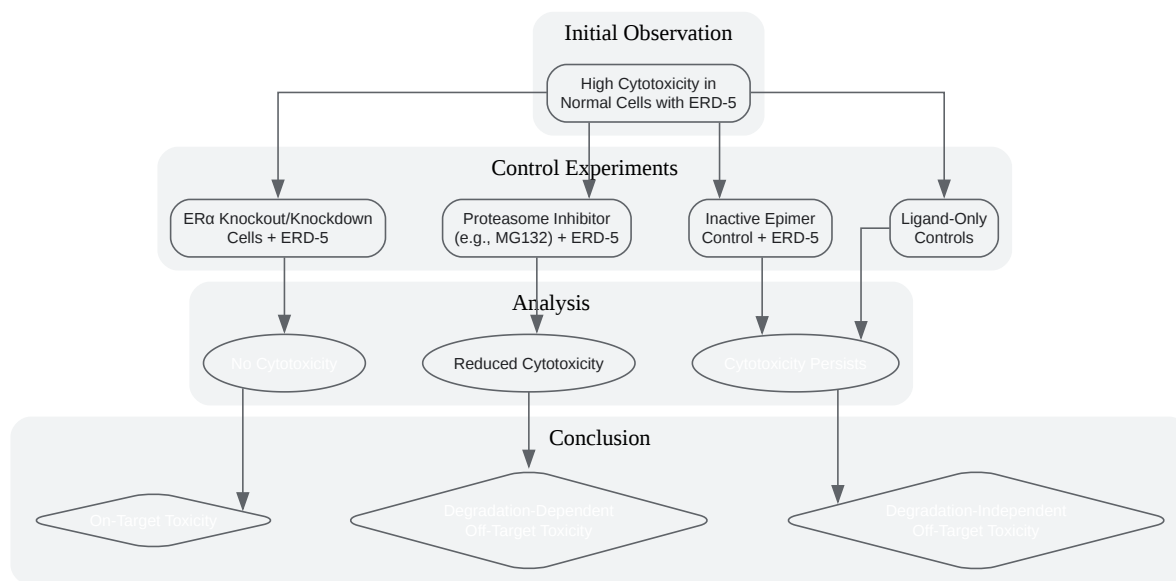 Initial Observation
High Cytotoxicity in
Normal Cells with ERD-5
Control Experiments
ERα Knockout/Knockdown
Cells + ERD-5
Proteasome Inhibitor
(e.g., MG132) + ERD-5
Inactive Epimer
Control + ERD-5
Ligand-Only
Controls
Analysis
No Cytotoxicity
Reduced Cytotoxicity
Cytotoxicity Persists
Conclusion
On-Target Toxicity
Degradation-Dependent
Off-Target Toxicity
Degradation-Independent
Off-Target Toxicity